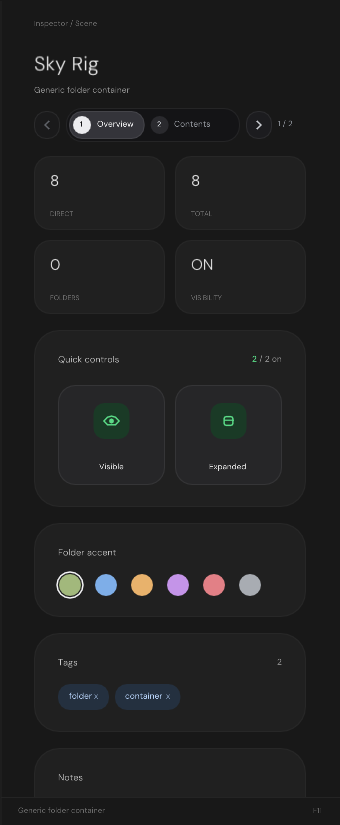 Inspector / Scene
Sky Rig
Generic folder container
1 Overview 2 Contents 1 / 2
8 8
DIRECT TOTAL
0 ON
FOLDERS VISIBILITY
Quick controls 2 / 2 on
Visible Expanded
Folder accent
Tags 2
folder x container x
Notes
Generic folder container